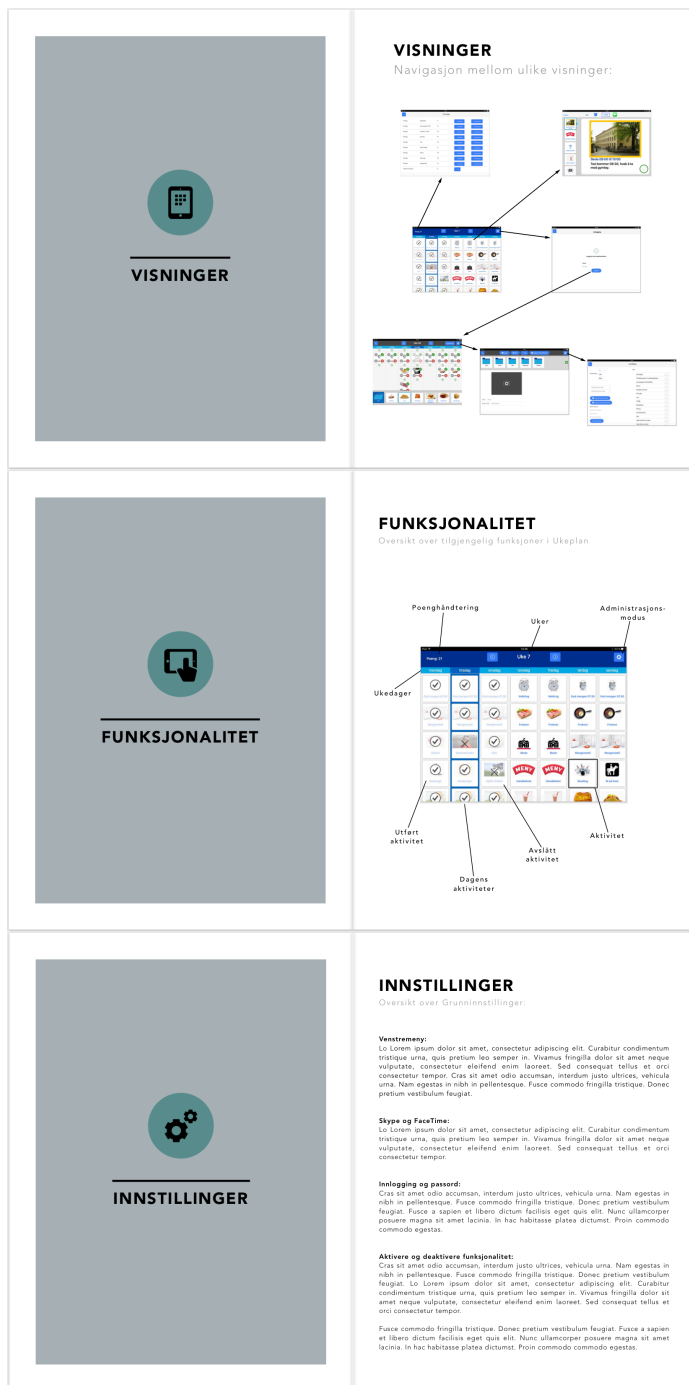 VISNINGER
VISNINGER
Navigasjon mellom ulike visninger:
FUNKSJONALITET
FUNKSJONALITET
Oversikt over tilgjengelig funksjoner i Ukeplan
Poenghåndtering
Uker
Administrasjons-
modus
Ukedager
Poeng: 21
Uke 7
MENY
MENY
Utført
aktivitet
Dagens
aktiviteter
Avslått
aktivitet
Aktivitet
INNSTILLINGER
INNSTILLINGER
Oversikt over Grunninnstillinger:
Venstremeny:
Lo Lorem ipsum dolor sit amet, consectetur adipiscing elit. Curabitur condimentum
tristique urna, quis pretium leo semper in. Vivamus fringilla dolor sit amet neque
vulputate, consectetur eleifend enim laoreet. Sed consequat tellus et orci
consectetur tempor. Cras sit amet odio accumsan, interdum justo ultrices, vehicula
urna. Nam egestas in nibh in pellentesque. Fusce commodo fringilla tristique. Donec
pretium vestibulum feugiat.
Skype og FaceTime:
Lo Lorem ipsum dolor sit amet, consectetur adipiscing elit. Curabitur condimentum
tristique urna, quis pretium leo semper in. Vivamus fringilla dolor sit amet neque
vulputate, consectetur eleifend enim laoreet. Sed consequat tellus et orci
consectetur tempor.
Innlogging og passord:
Cras sit amet odio accumsan, interdum justo ultrices, vehicula urna. Nam egestas in
nibh in pellentesque. Fusce commodo fringilla tristique. Donec pretium vestibulum
feugiat. Fusce a sapien et libero dictum facilisis eget quis elit. Nunc ullamcorper
posuere magna sit amet lacinia. In hac habitasse platea dictumst. Proin commodo
commodo egestas.
Aktivere og deaktivere funksjonalitet:
Cras sit amet odio accumsan, interdum justo ultrices, vehicula urna. Nam egestas in
nibh in pellentesque. Fusce commodo fringilla tristique. Donec pretium vestibulum
feugiat. Lo Lorem ipsum dolor sit amet, consectetur adipiscing elit. Curabitur
condimentum tristique urna, quis pretium leo semper in. Vivamus fringilla dolor sit
amet neque vulputate, consectetur eleifend enim laoreet. Sed consequat tellus et
orci consectetur tempor.
Fusce commodo fringilla tristique. Donec pretium vestibulum feugiat. Fusce a sapien
et libero dictum facilisis eget quis elit. Nunc ullamcorper posuere magna sit amet
lacinia. In hac habitasse platea dictumst. Proin commodo commodo egestas.